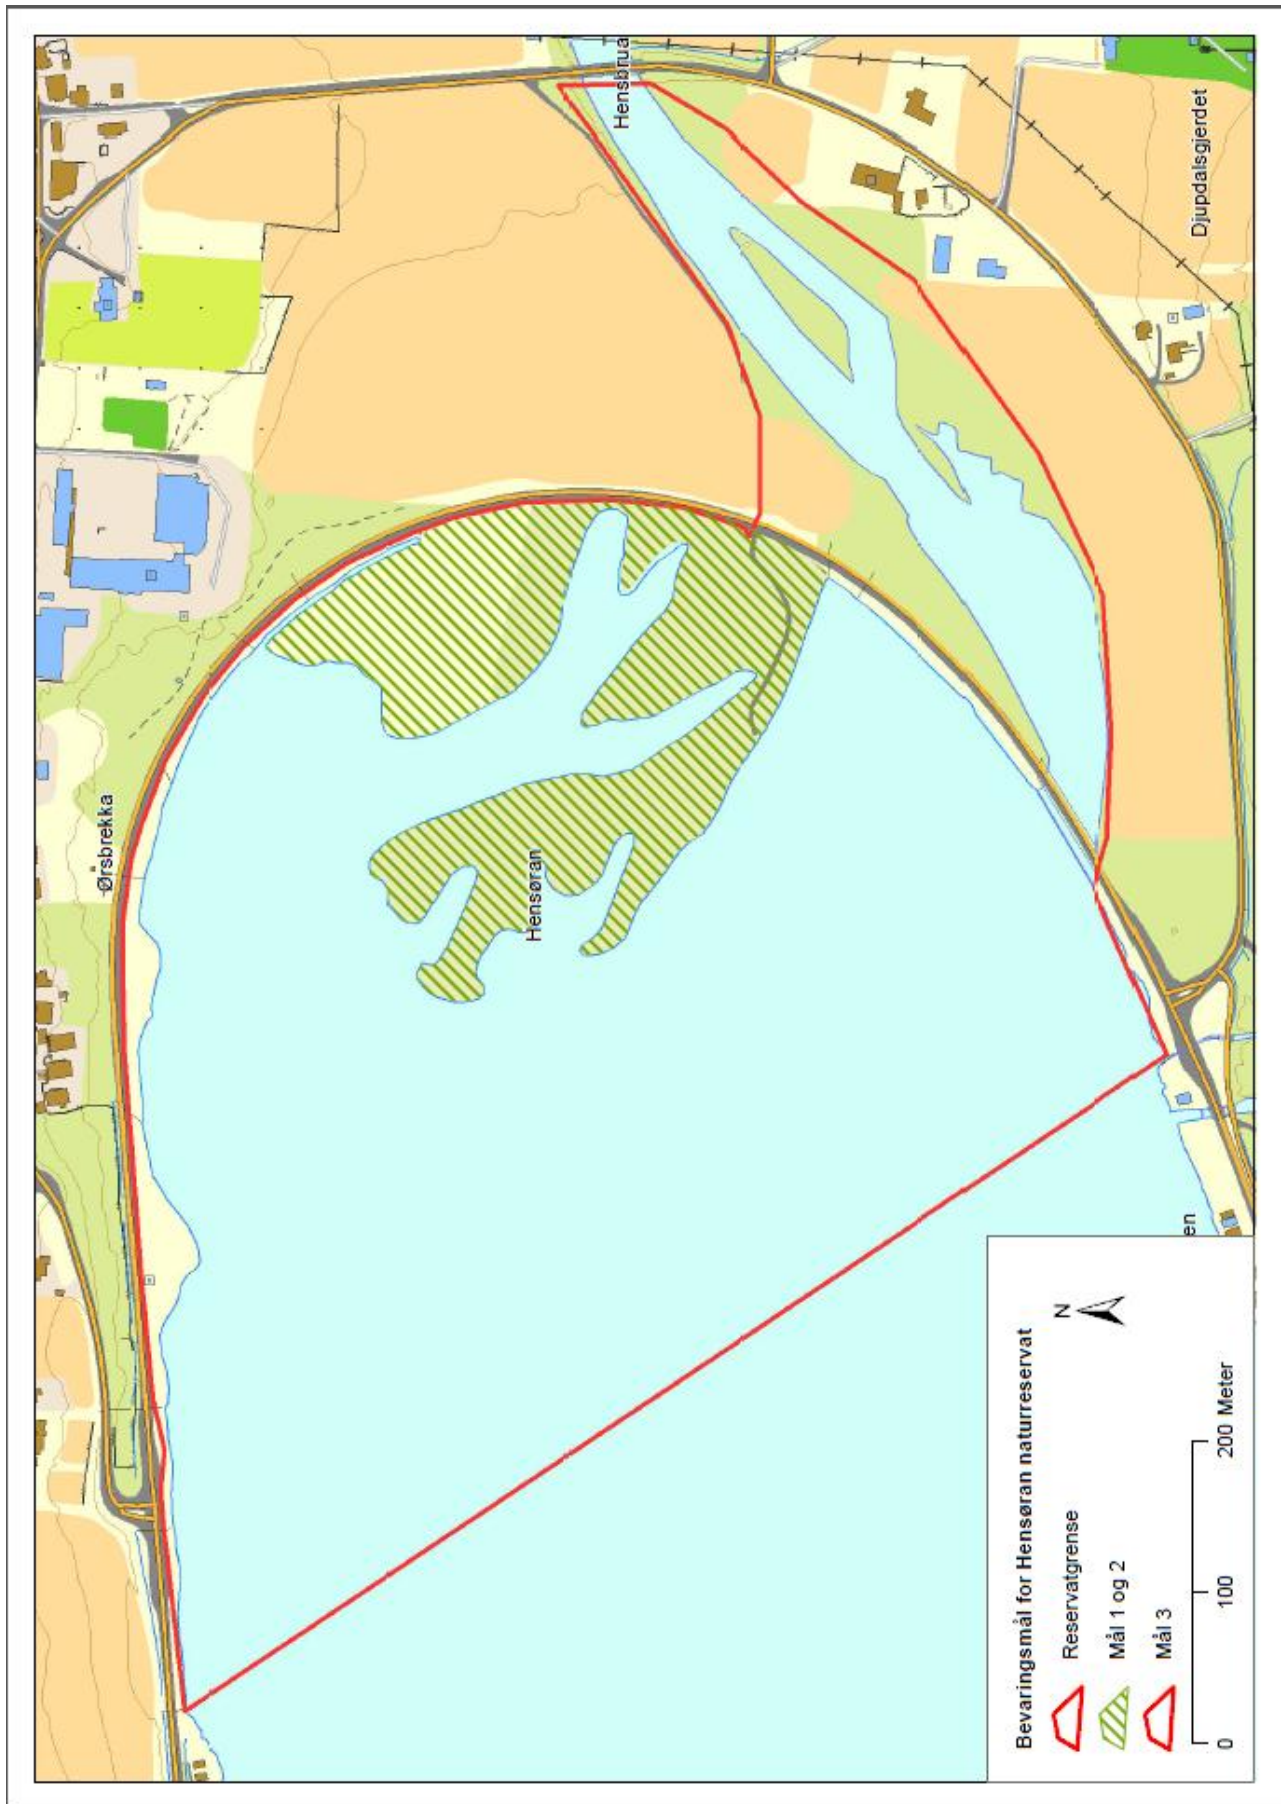 Ørsbrekka
Hensbrua
Hensøran
Djupdalsgjerdet
en
Bevaringsmål for Hensøran naturreservat
N
Reservatgrense
Mål 1 og 2
Mål 3
0 100 200 Meter